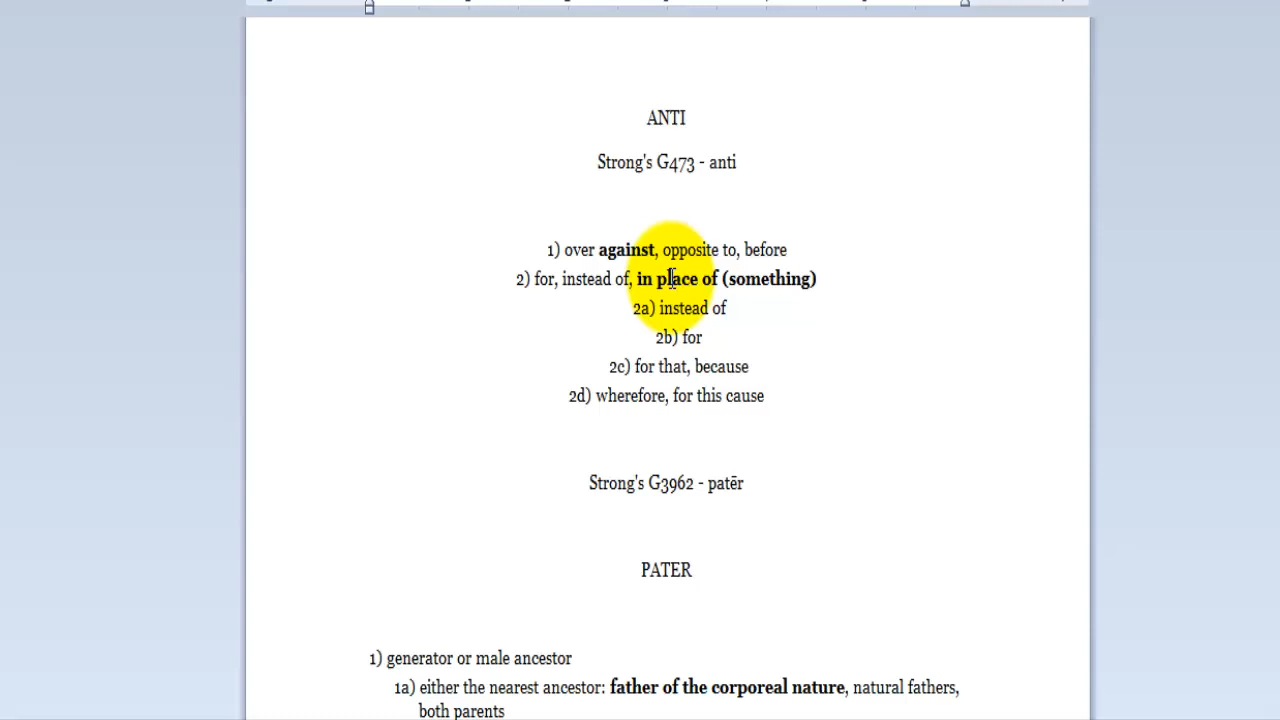 ANTI
Strong's G473 - anti
1) over against, opposite to, before
2) for, instead of, in place of (something)
2a) instead of
2b) for
2c) for that, because
2d) wherefore, for this cause
Strong's G3962 - patēr
PATER
1) generator or male ancestor
1a) either the nearest ancestor: father of the corporeal nature, natural fathers,
both parents